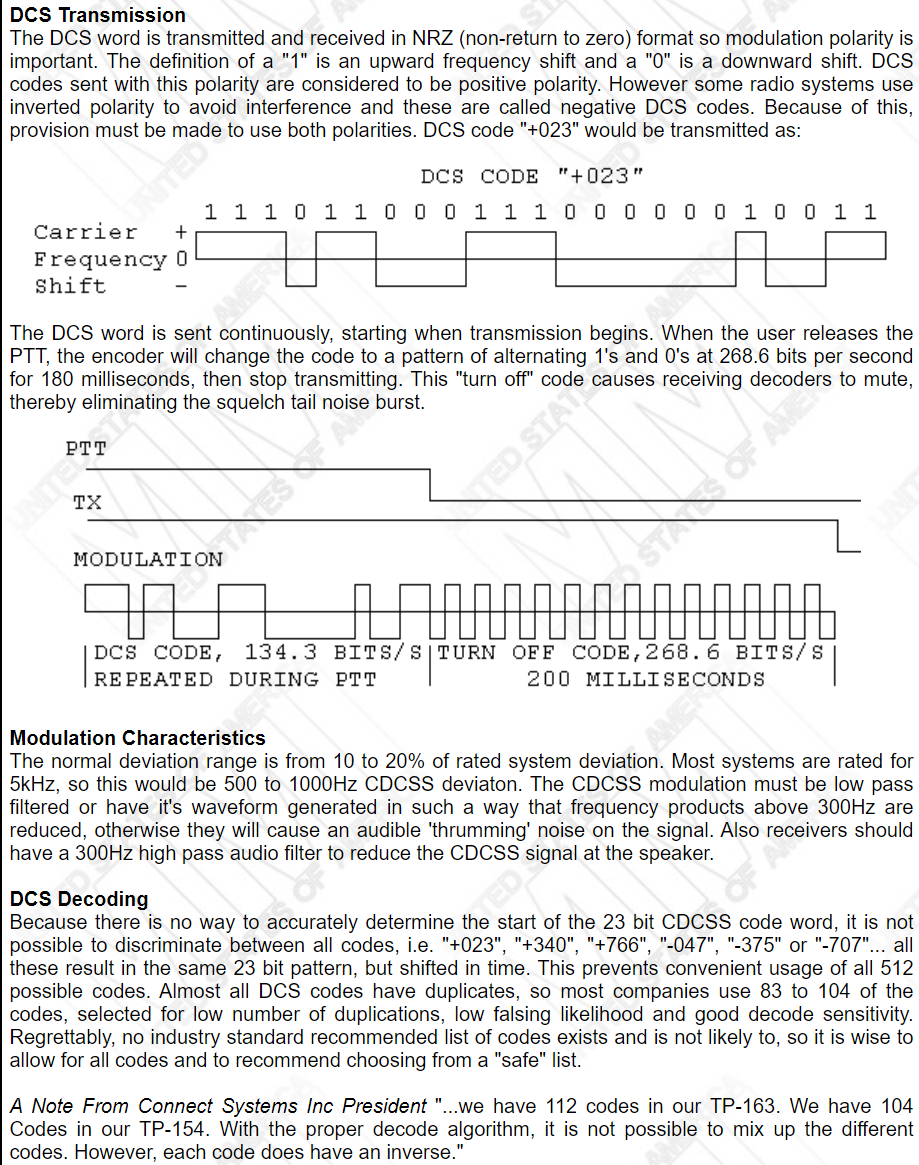 DCS Transmission
The DCS word is transmitted and received in NRZ (non-return to zero) format so modulation polarity is
important. The definition of a "1" is an upward frequency shift and a "0" is a downward shift. DCS
codes sent with this polarity are considered to be positive polarity. However some radio systems use
inverted polarity to avoid interference and these are called negative DCS codes. Because of this,
provision must be made to use both polarities. DCS code "+023" would be transmitted as:
DCS CODE "+023"
1 1 1 0 1 1 0 0 0 1 1 1 0 0 0 0 0 0 1 0 0 1 1
Carrier +
Frequency 0
Shift -
The DCS word is sent continuously, starting when transmission begins. When the user releases the
PTT, the encoder will change the code to a pattern of alternating 1's and 0's at 268.6 bits per second
for 180 milliseconds, then stop transmitting. This "turn off" code causes receiving decoders to mute,
thereby eliminating the squelch tail noise burst.
PTT
TX
MODULATION
DCS CODE, 134.3 BITS/S TURN OFF CODE,268.6 BITS/S
REPEATED DURING PTT 200 MILLISECONDS
Modulation Characteristics
The normal deviation range is from 10 to 20% of rated system deviation. Most systems are rated for
5kHz, so this would be 500 to 1000Hz CDCSS deviaton. The CDCSS modulation must be low pass
filtered or have it's waveform generated in such a way that frequency products above 300Hz are
reduced, otherwise they will cause an audible 'thrumming' noise on the signal. Also receivers should
have a 300Hz high pass audio filter to reduce the CDCSS signal at the speaker.
DCS Decoding
Because there is no way to accurately determine the start of the 23 bit CDCSS code word, it is not
possible to discriminate between all codes, i.e. "+023", "+340", "+766", "-047", "-375" or "-707"... all
these result in the same 23 bit pattern, but shifted in time. This prevents convenient usage of all 512
possible codes. Almost all DCS codes have duplicates, so most companies use 83 to 104 of the
codes, selected for low number of duplications, low falsing likelihood and good decode sensitivity.
Regrettably, no industry standard recommended list of codes exists and is not likely to, so it is wise to
allow for all codes and to recommend choosing from a "safe" list.
A Note From Connect Systems Inc President "...we have 112 codes in our TP-163. We have 104
Codes in our TP-154. With the proper decode algorithm, it is not possible to mix up the different
codes. However, each code does have an inverse."